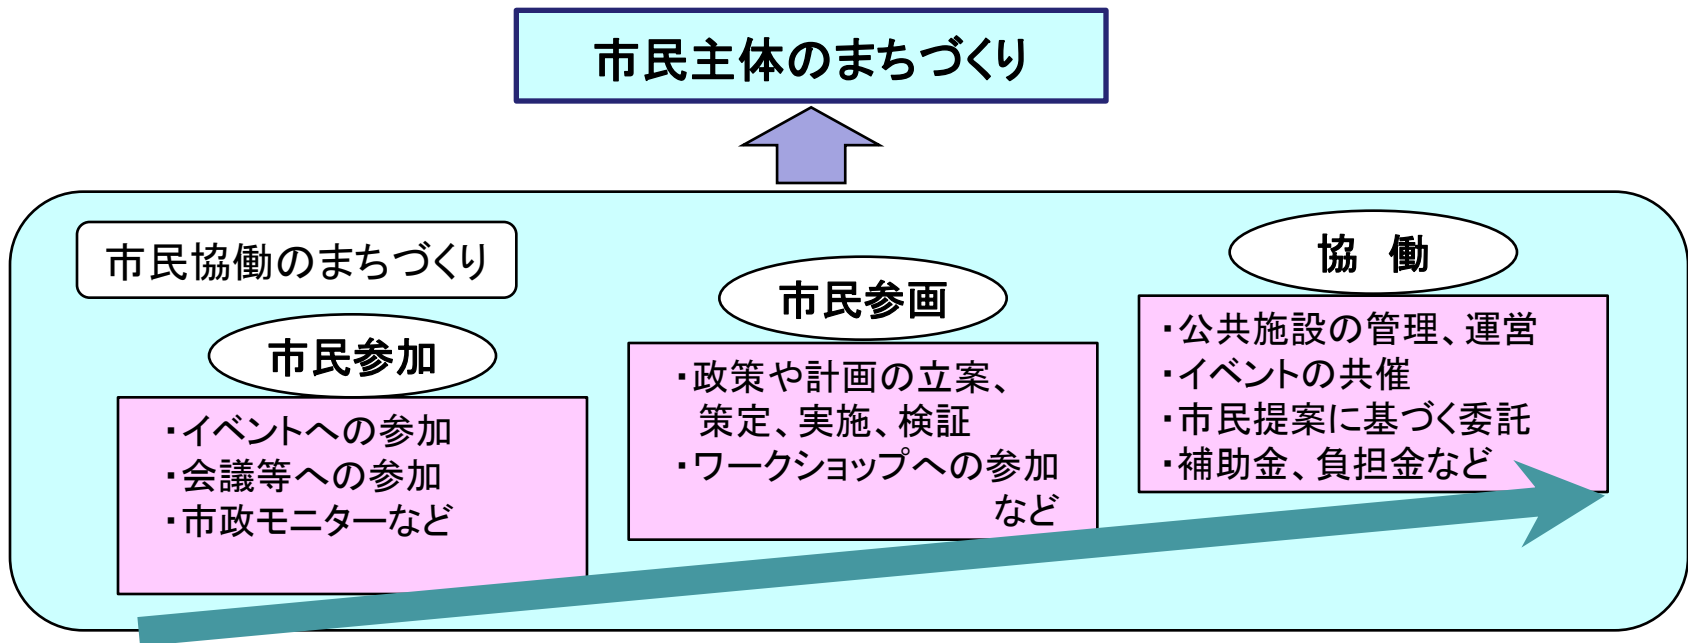 市民主体のまちづくり
市民協働のまちづくり
市民参加
・イベントへの参加
・会議等への参加
・市政モニターなど
市民参画
・政策や計画の立案、
策定、実施、検証
・ワークショップへの参加
など
協　働
・公共施設の管理、運営
・イベントの共催
・市民提案に基づく委託
・補助金、負担金など